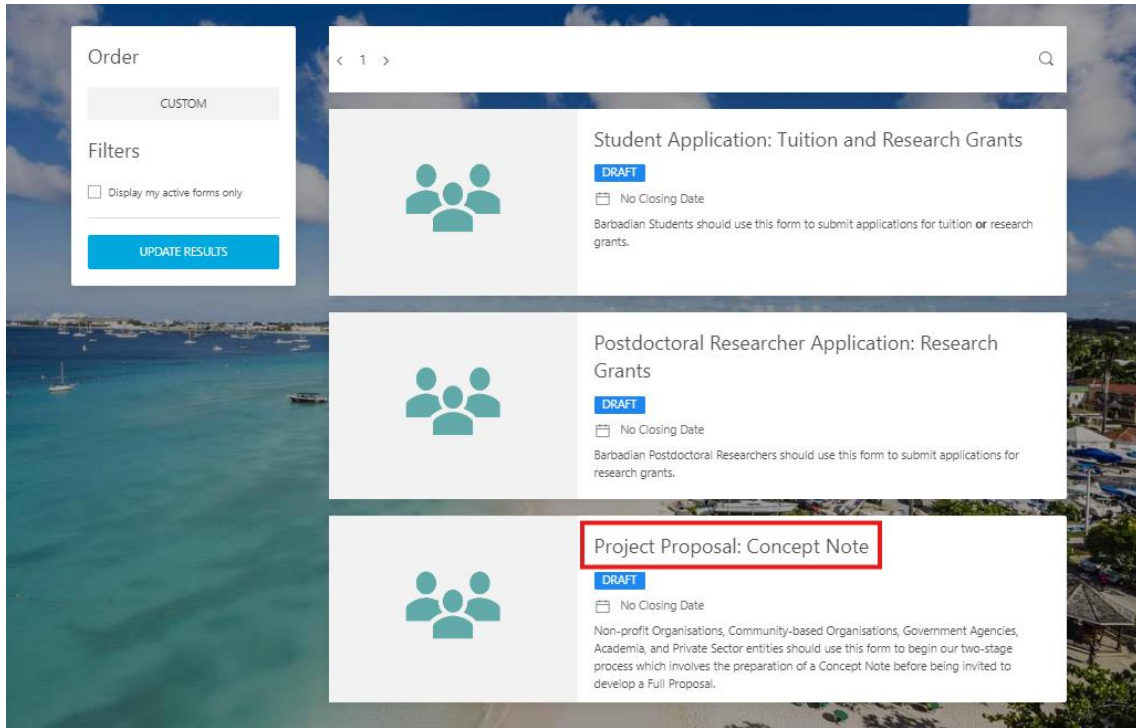 Order
CUSTOM
Filters
Display my active forms only
UPDATE RESULTS
< 1 >
Student Application: Tuition and Research Grants
DRAFT
No Closing Date
Barbadian Students should use this form to submit applications for tuition or research
grants.
Postdoctoral Researcher Application: Research
Grants
DRAFT
No Closing Date
Barbadian Postdoctoral Researchers should use this form to submit applications for
research grants.
Project Proposal: Concept Note
DRAFT
No Closing Date
Non-profit Organisations, Community-based Organisations, Government Agencies,
Academia, and Private Sector entities should use this form to begin our two-stage
process which involves the preparation of a Concept Note before being invited to
develop a Full Proposal.